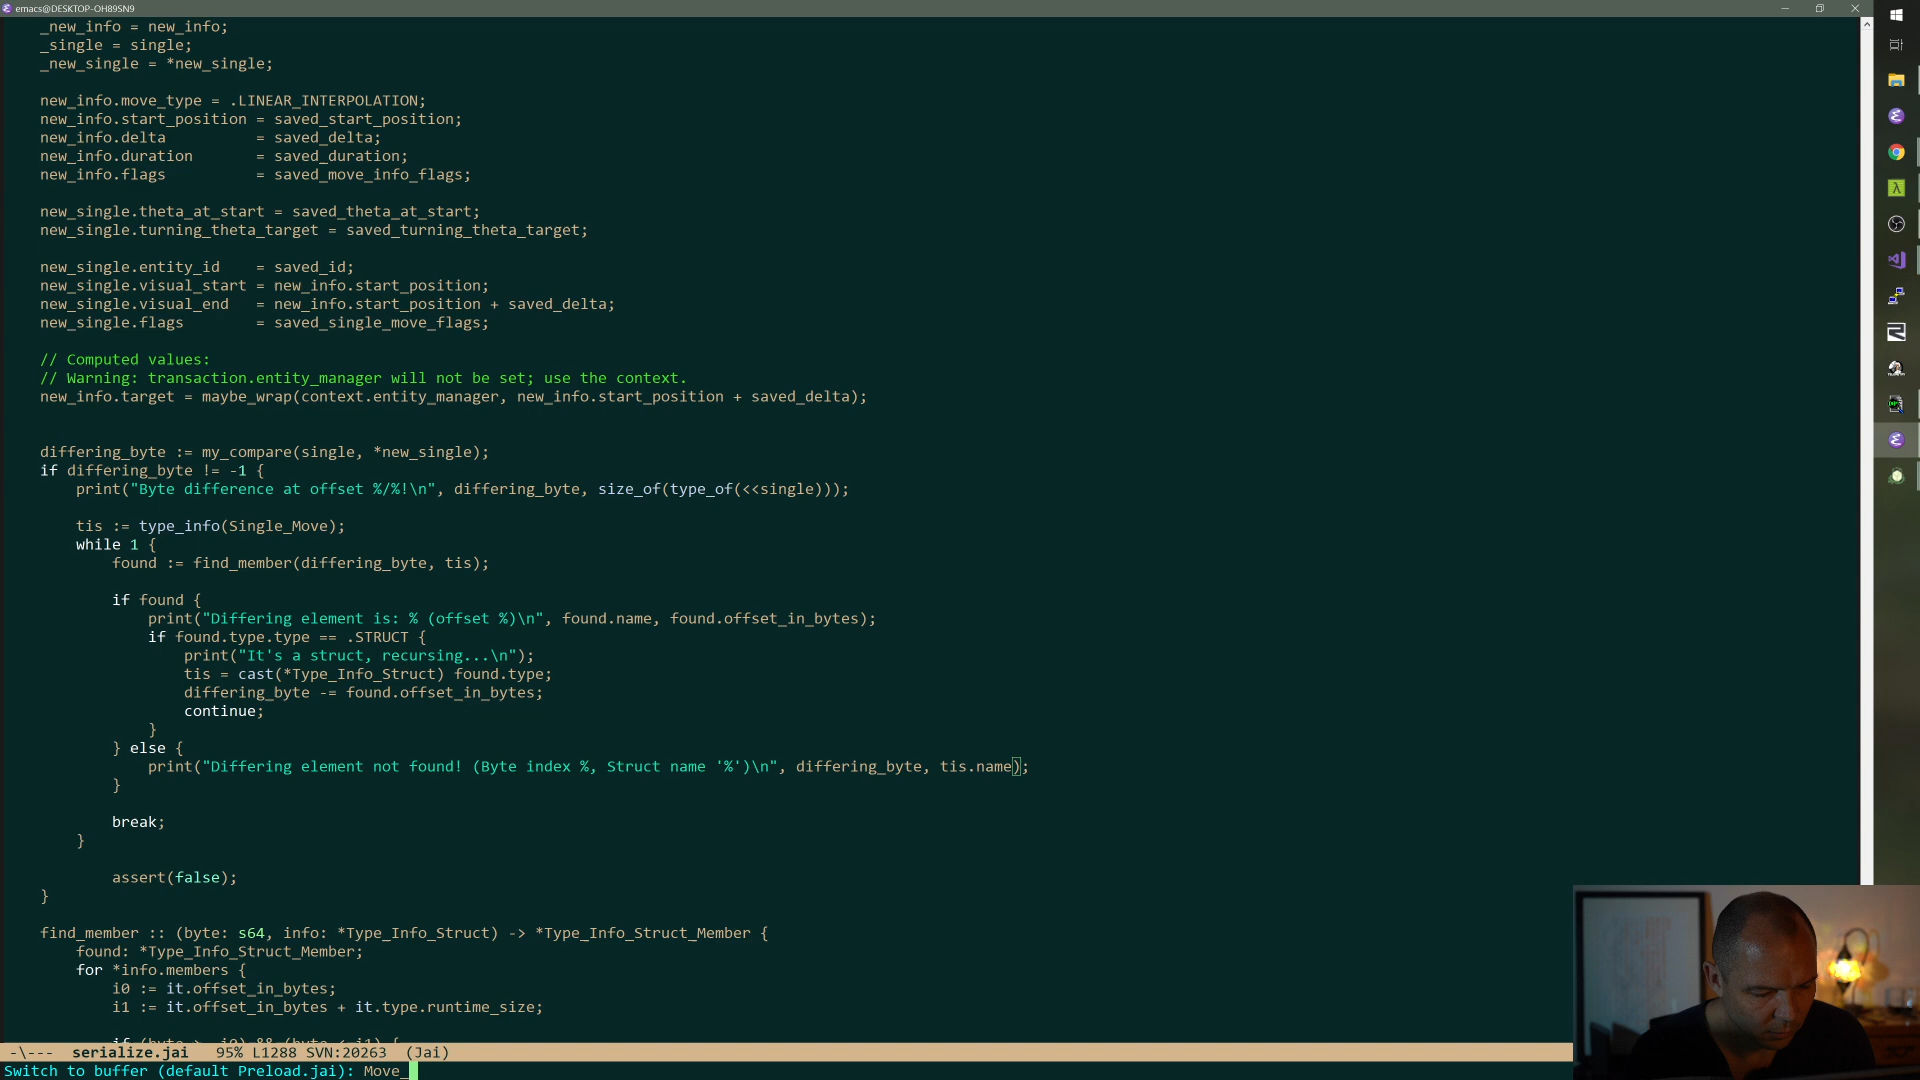 emacs@DESKTOP-OH89SN9
_new_info = new_info;
_single = single;
_new_single = *new_single;
new_info.move_type = .LINEAR_INTERPOLATION;
new_info.start_position = saved_start_position;
new_info.delta          = saved_delta;
new_info.duration       = saved_duration;
new_info.flags          = saved_move_info_flags;
new_single.theta_at_start = saved_theta_at_start;
new_single.turning_theta_target = saved_turning_theta_target;
new_single.entity_id    = saved_id;
new_single.visual_start = new_info.start_position;
new_single.visual_end   = new_info.start_position + saved_delta;
new_single.flags        = saved_single_move_flags;
// Computed values:
// Warning: transaction.entity_manager will not be set; use the context.
new_info.target = maybe_wrap(context.entity_manager, new_info.start_position + saved_delta);
differing_byte := my_compare(single, *new_single);
if differing_byte != -1 {
print("Byte difference at offset %/%!\n", differing_byte, size_of(type_of(<<single)));
tis := type_info(Single_Move);
while 1 {
found := find_member(differing_byte, tis);
if found {
print("Differing element is: % (offset %)\n", found.name, found.offset_in_bytes);
if found.type.type == .STRUCT {
print("It's a struct, recursing...\n");
tis = cast(*Type_Info_Struct) found.type;
differing_byte -= found.offset_in_bytes;
continue;
}
} else {
print("Differing element not found! (Byte index %, Struct name '%')\n", differing_byte, tis.name);
}
break;
}
assert(false);
}
find_member :: (byte: s64, info: *Type_Info_Struct) -> *Type_Info_Struct_Member {
found: *Type_Info_Struct_Member;
for *info.members {
i0 := it.offset_in_bytes;
i1 := it.offset_in_bytes + it.type.runtime_size;
-\--- serialize.jai 95% L1288 SVN:20263 (Jai)
Switch to buffer (default Preload.jai): Move_